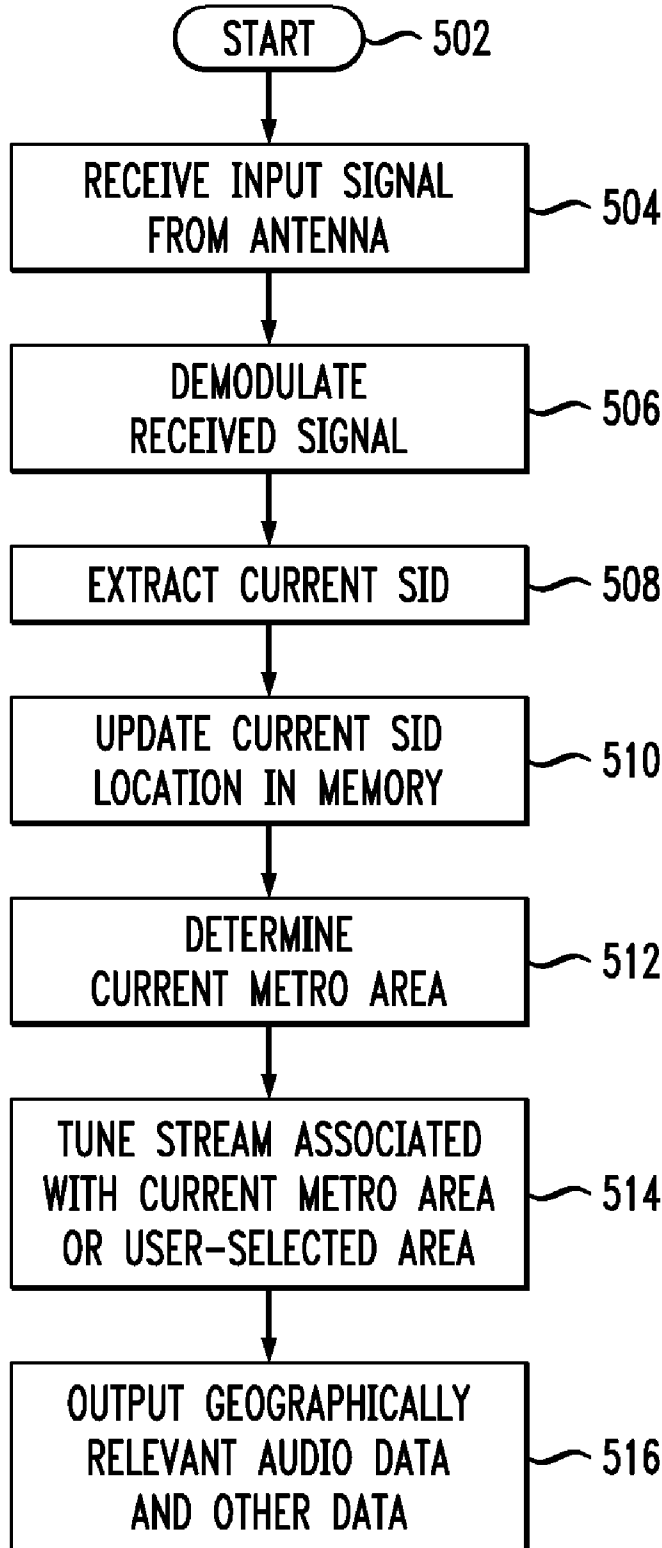 START 502
RECEIVE INPUT SIGNAL
FROM ANTENNA
504
DEMODULATE
RECEIVED SIGNAL
506
EXTRACT CURRENT SID 508
UPDATE CURRENT SID
LOCATION IN MEMORY
510
DETERMINE
CURRENT METRO AREA
512
TUNE STREAM ASSOCIATED
WITH CURRENT METRO AREA
OR USER-SELECTED AREA
514
OUTPUT GEOGRAPHICALLY
RELEVANT AUDIO DATA
AND OTHER DATA
516